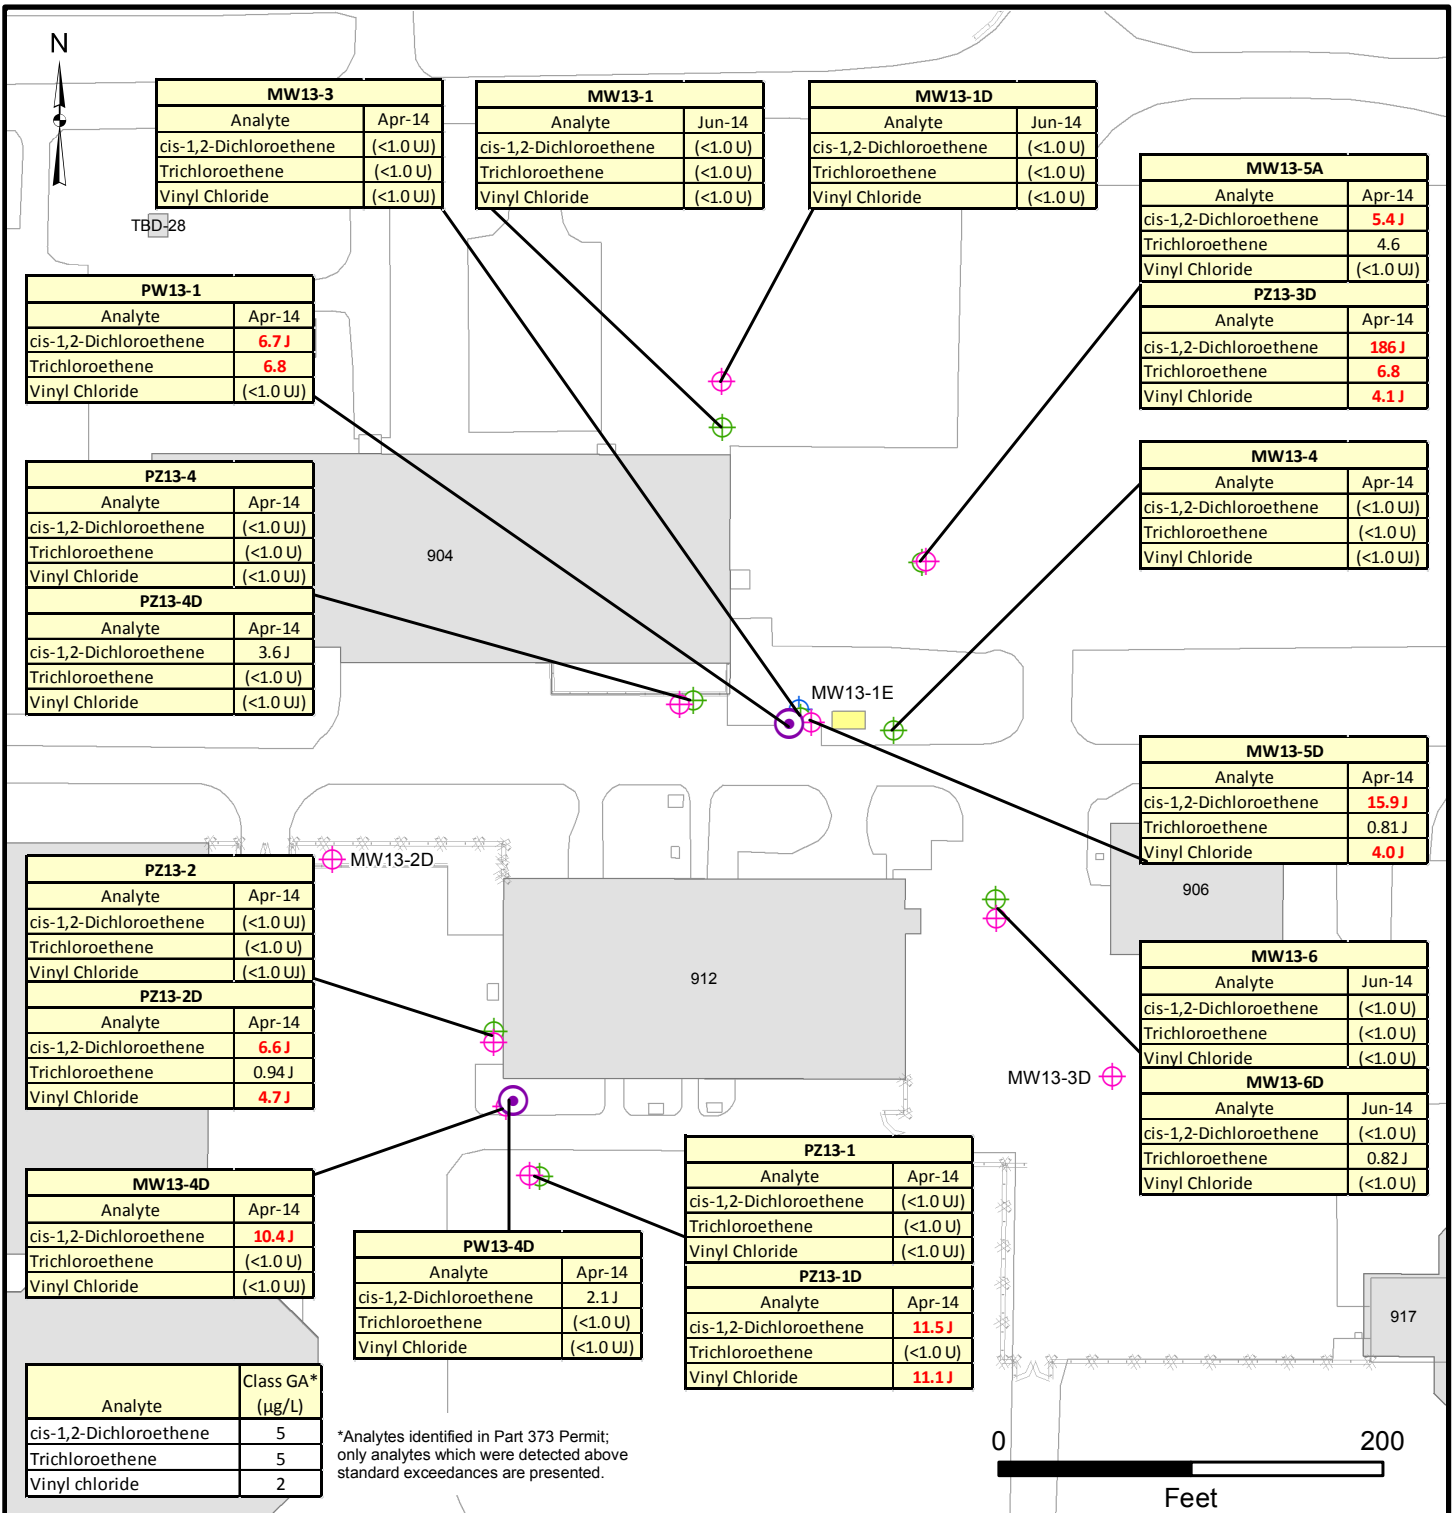 N
MW13-3
Analyte Apr-14
cis-1,2-Dichloroethene (<1.0 UJ)
Trichloroethene (<1.0 U)
Vinyl Chloride (<1.0 UJ)
MW13-1
Analyte Jun-14
cis-1,2-Dichloroethene (<1.0 U)
Trichloroethene (<1.0 U)
Vinyl Chloride (<1.0 U)
MW13-1D
Analyte Jun-14
cis-1,2-Dichloroethene (<1.0 U)
Trichloroethene (<1.0 U)
Vinyl Chloride (<1.0 U)
MW13-5A
Analyte Apr-14
cis-1,2-Dichloroethene 5.4 J
Trichloroethene 4.6
Vinyl Chloride (<1.0 UJ)
PZ13-3D
Analyte Apr-14
cis-1,2-Dichloroethene 186 J
Trichloroethene 6.8
Vinyl Chloride 4.1 J
TBD-28
PW13-1
Analyte Apr-14
cis-1,2-Dichloroethene 6.7 J
Trichloroethene 6.8
Vinyl Chloride (<1.0 UJ)
MW13-4
Analyte Apr-14
cis-1,2-Dichloroethene (<1.0 UJ)
Trichloroethene (<1.0 U)
Vinyl Chloride (<1.0 UJ)
PZ13-4
Analyte Apr-14
cis-1,2-Dichloroethene (<1.0 UJ)
Trichloroethene (<1.0 U)
Vinyl Chloride (<1.0 UJ)
PZ13-4D
Analyte Apr-14
cis-1,2-Dichloroethene 3.6 J
Trichloroethene (<1.0 U)
Vinyl Chloride (<1.0 UJ)
904
MW13-1E
MW13-5D
Analyte Apr-14
cis-1,2-Dichloroethene 15.9 J
Trichloroethene 0.81 J
Vinyl Chloride 4.0 J
MW13-2D
906
PZ13-2
Analyte Apr-14
cis-1,2-Dichloroethene (<1.0 UJ)
Trichloroethene (<1.0 U)
Vinyl Chloride (<1.0 UJ)
PZ13-2D
Analyte Apr-14
cis-1,2-Dichloroethene 6.6 J
Trichloroethene 0.94 J
Vinyl Chloride 4.7 J
912
MW13-6
Analyte Jun-14
cis-1,2-Dichloroethene (<1.0 U)
Trichloroethene (<1.0 U)
Vinyl Chloride (<1.0 U)
MW13-6D
Analyte Jun-14
cis-1,2-Dichloroethene (<1.0 U)
Trichloroethene 0.82 J
Vinyl Chloride (<1.0 U)
MW13-3D
MW13-4D
Analyte Apr-14
cis-1,2-Dichloroethene 10.4 J
Trichloroethene (<1.0 U)
Vinyl Chloride (<1.0 UJ)
PW13-4D
Analyte Apr-14
cis-1,2-Dichloroethene 2.1 J
Trichloroethene (<1.0 U)
Vinyl Chloride (<1.0 UJ)
PZ13-1
Analyte Apr-14
cis-1,2-Dichloroethene (<1.0 UJ)
Trichloroethene (<1.0 U)
Vinyl Chloride (<1.0 UJ)
PZ13-1D
Analyte Apr-14
cis-1,2-Dichloroethene 11.5 J
Trichloroethene (<1.0 U)
Vinyl Chloride 11.1 J
917
Class GA*
Analyte (µg/L)
cis-1,2-Dichloroethene 5
Trichloroethene 5
Vinyl chloride 2
*Analytes identified in Part 373 Permit;
only analytes which were detected above
standard exceedances are presented.
0 200
Feet